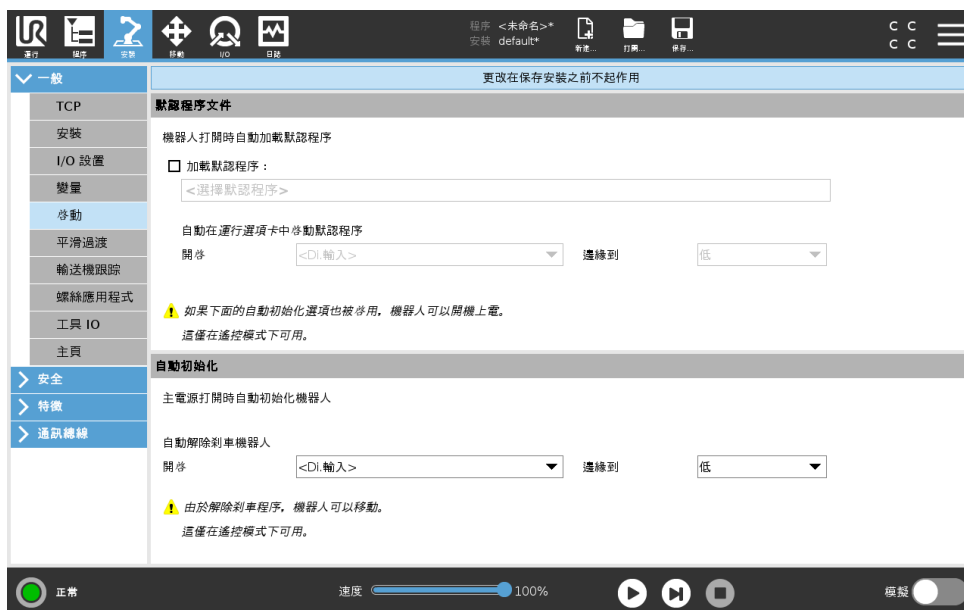 UR
運行
程序
安裝
移動
I/O
日誌
程序 <未命名>*
安裝 default*
新建...
打開...
保存...
C C
C C
一般
TCP
安裝
I/O 設置
變量
啓動
平滑過渡
輸送機跟踪
螺絲應用程式
工具 IO
主頁
安全
特徵
通訊總線
更改在保存安裝之前不起作用
默認程序文件
機器人打開時自動加載默認程序
加載默認程序：
<選擇默認程序>
自動在運行選項卡中啓動默認程序
開啓 <Di.輸入> 邊緣到 低
如果下面的自動初始化選項也被啓用，機器人可以開機上電。
這僅在遙控模式下可用。
自動初始化
主電源打開時自動初始化機器人
自動解除剎車機器人
開啓 <Di.輸入> 邊緣到 低
由於解除剎車程序，機器人可以移動。
這僅在遙控模式下可用。
正常
速度 100%
模擬